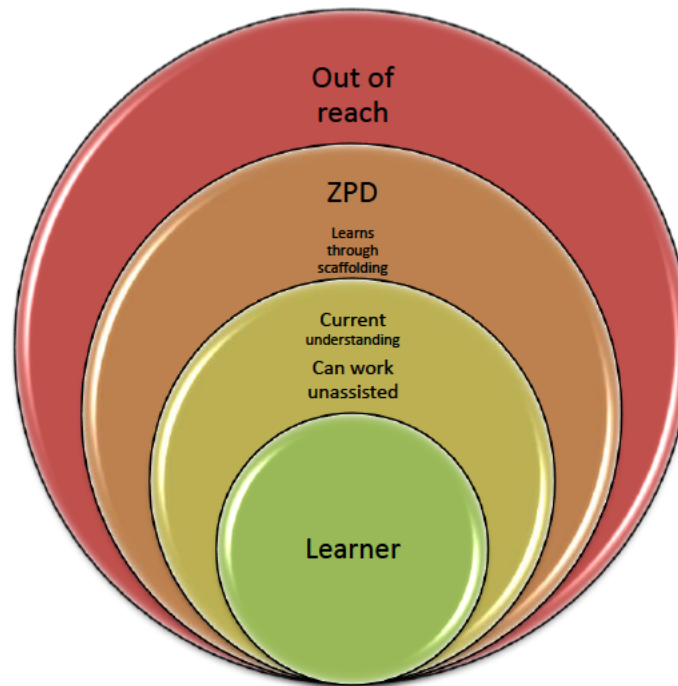 Out of
reach
ZPD
Learns
through
scaffolding
Current
understanding
Can work
unassisted
Learner